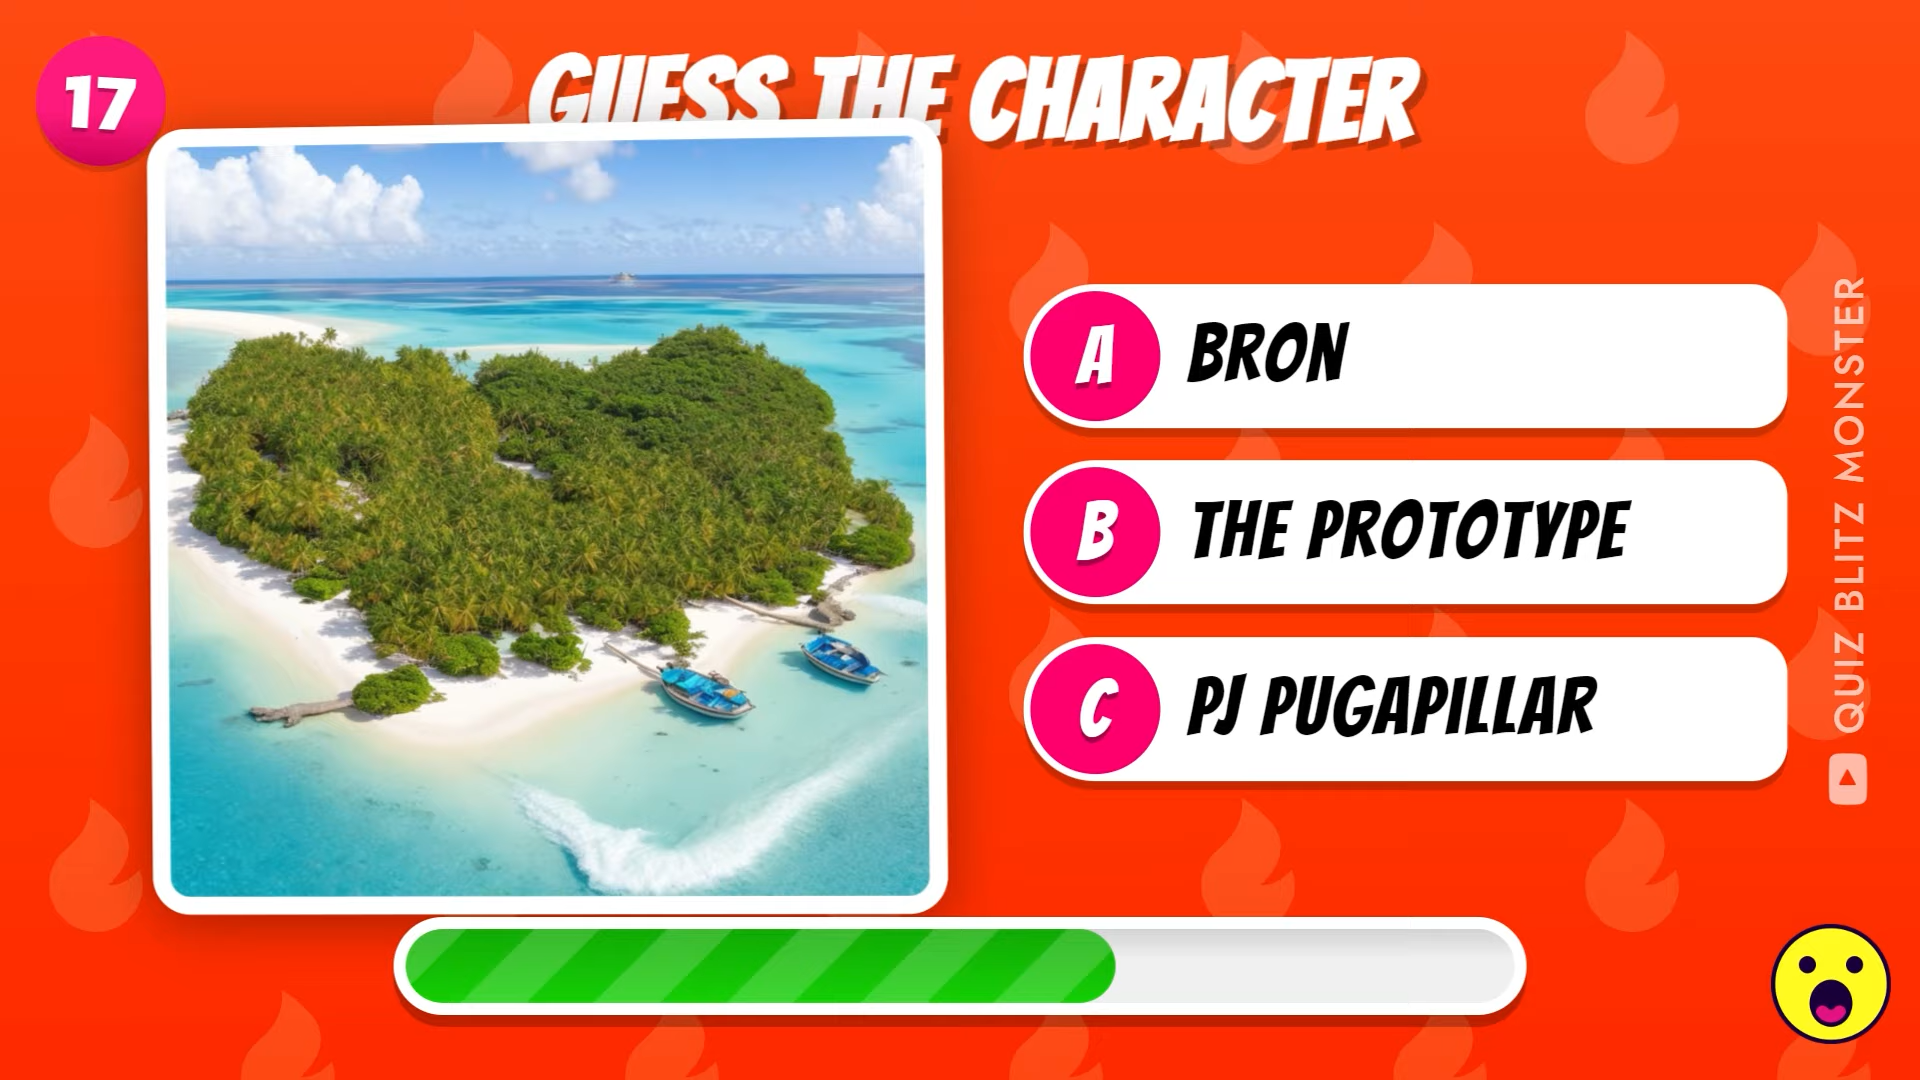 17
GUESS THE CHARACTER
A BRON
B THE PROTOTYPE
C PJ PUGAPILLAR
QUIZ BLITZ MONSTER